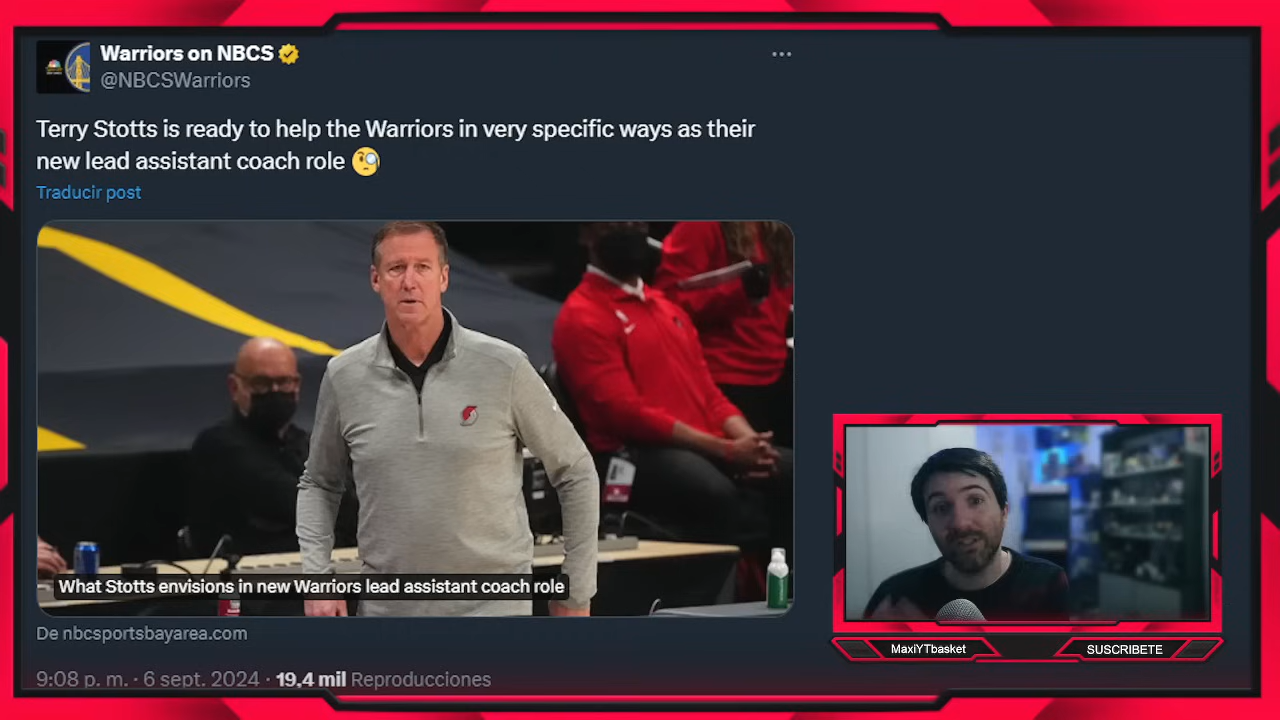 Warriors on NBCS
@NBCSWarriors
Terry Stotts is ready to help the Warriors in very specific ways as their
new lead assistant coach role 🧐
Traducir post
What Stotts envisions in new Warriors lead assistant coach role
De nbcsportsbayarea.com
9:08 p. m. · 6 sept. 2024 · 19,4 mil Reproducciones
MaxiYTbasket
SUSCRIBETE